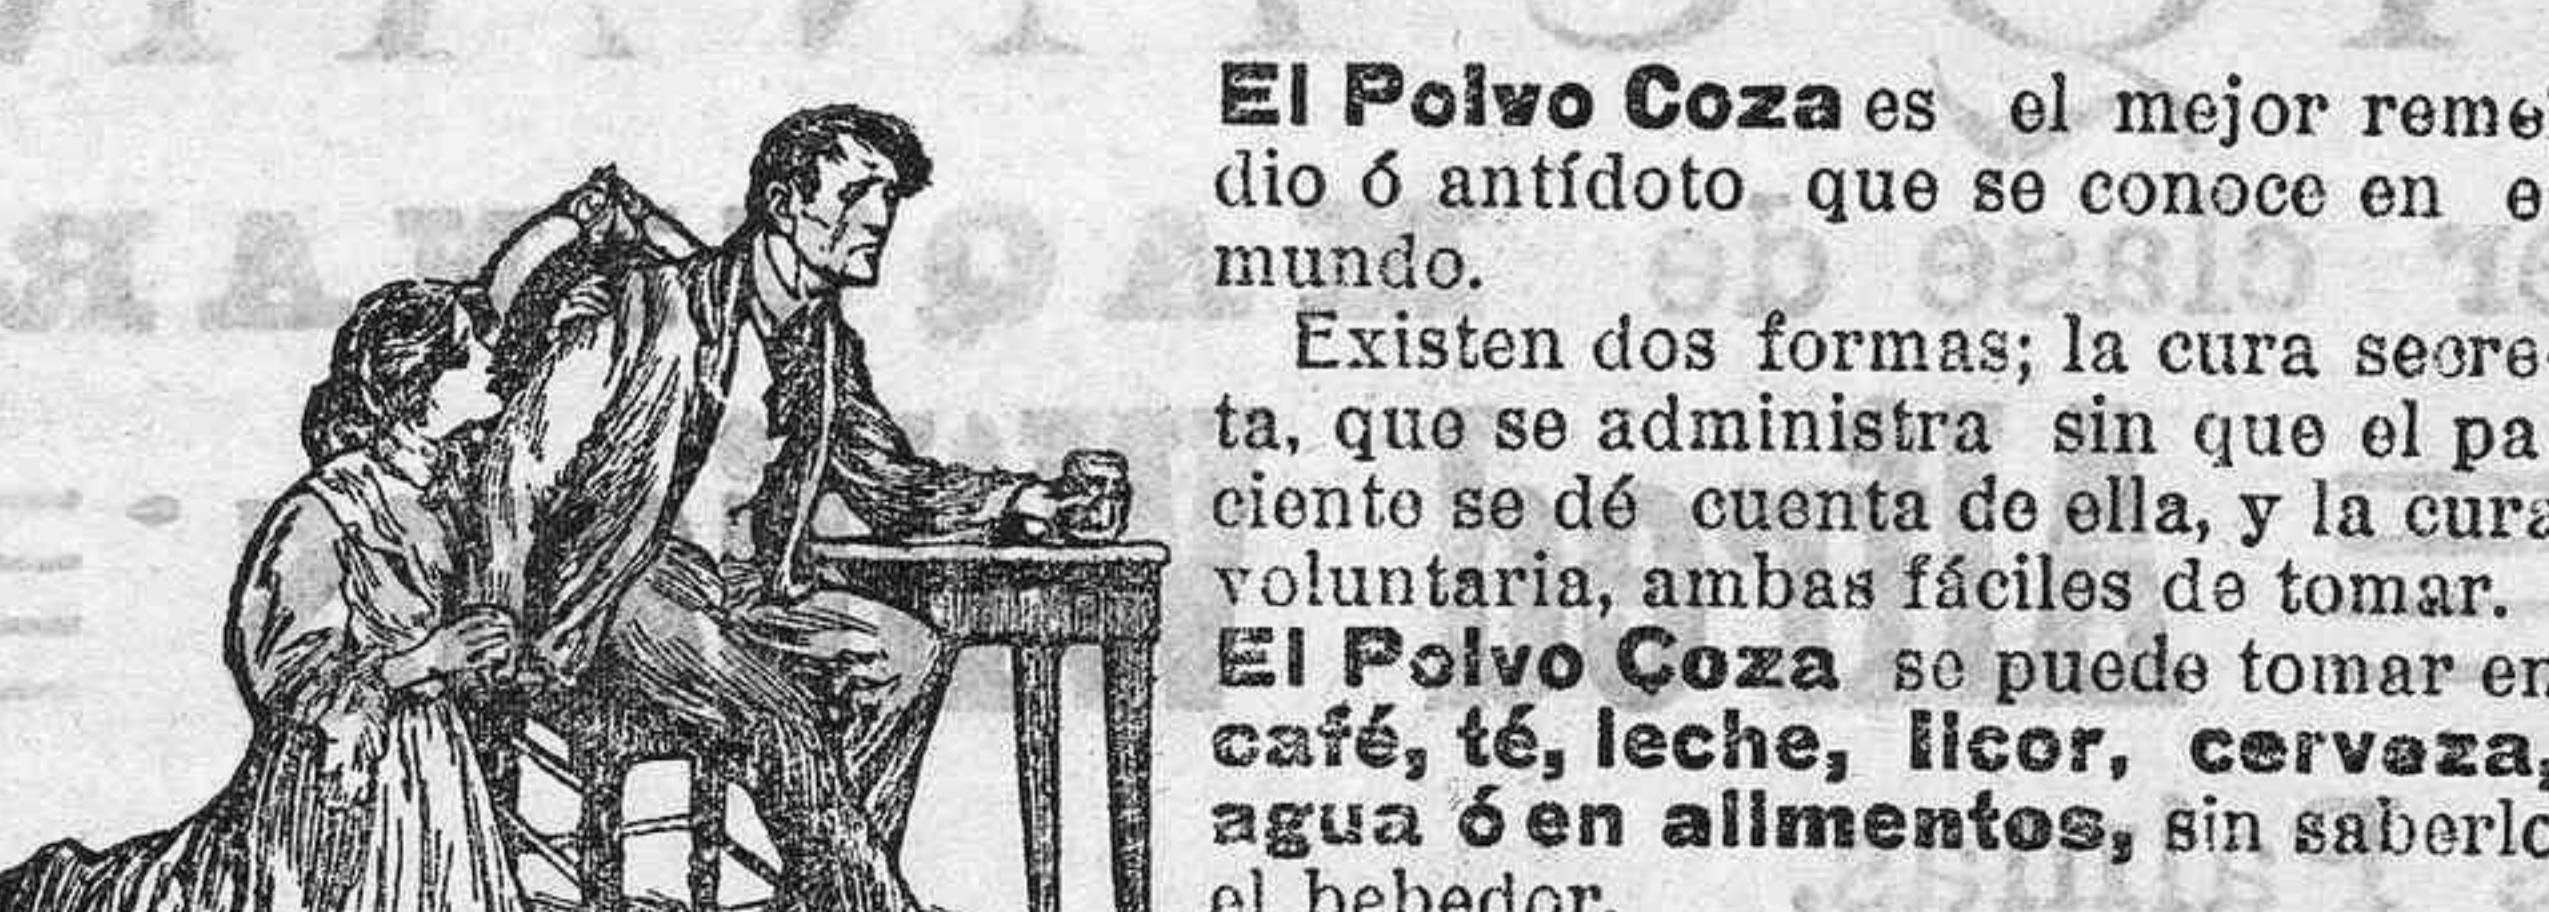 El Polvo Coza es el mejor reme-
dio ó antídoto que se conoce en e
mundo.
Existen dos formas; la cura secre-
ta, que se administra sin que el pa
ciente se dé cuenta de ella, y la cura
voluntaria, ambas fáciles de tomar.
El Polvo Coza se puede tomar en
café, té, leche, licor, cerveza,
agua ó en alimentos, sin saberlo
el bebedor.